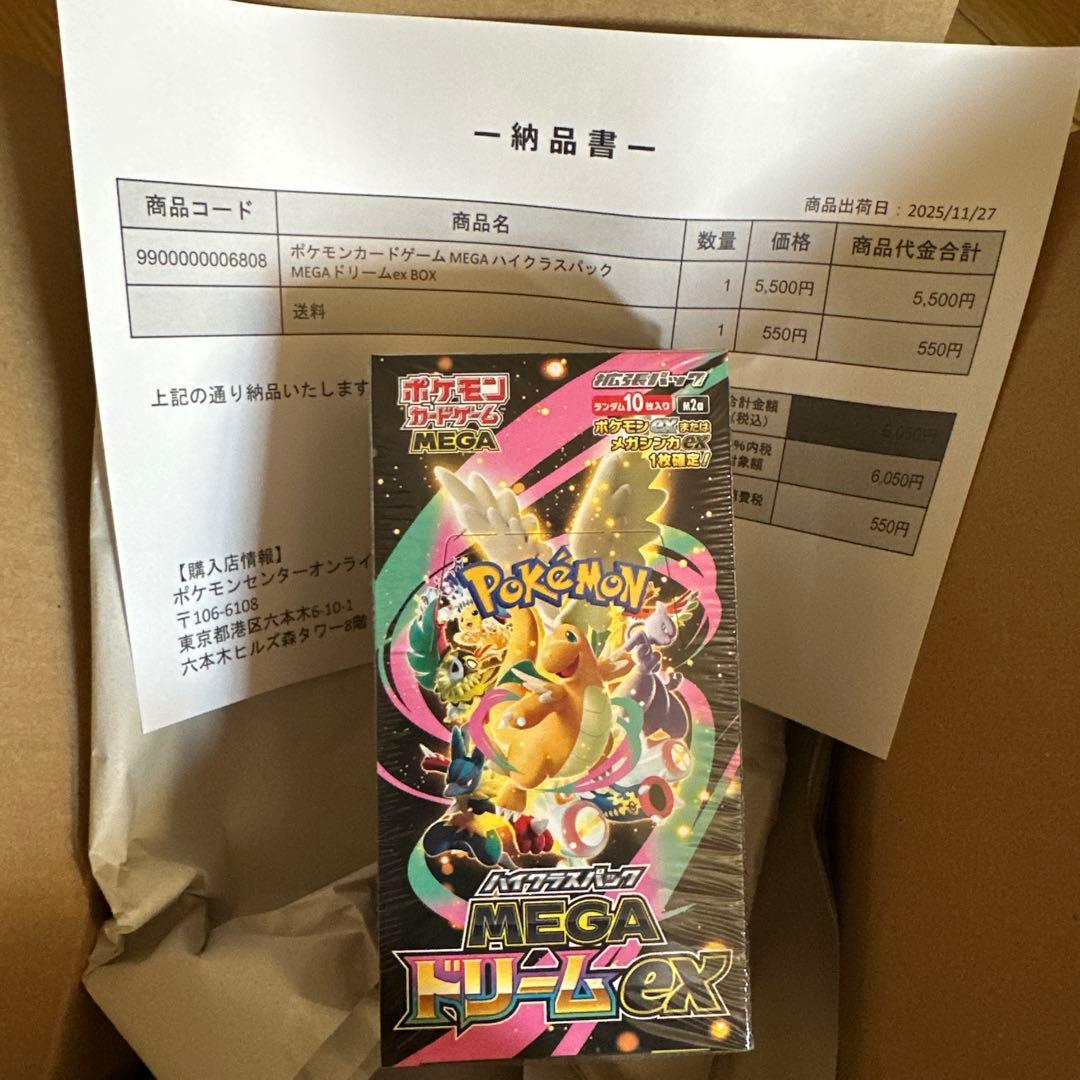 ー納品書ー
商品出荷日：2025/11/27
商品コード 商品名 数量 価格 商品代金合計
9900000006808 ポケモンカードゲーム MEGA ハイクラスパック
MEGAドリームex BOX 1 5,500円 5,500円
送料 1 550円 550円
上記の通り納品いたします
合計金額
（税込） 6,050円
%内税
対象額 6,050円
消費税 550円
【購入店情報】
ポケモンセンターオンライ
〒106-6108
東京都港区六本木6-10-1
六本木ヒルズ森タワー8階
ポケモン
カードゲーム
MEGA
拡張パック
ランダム10枚入り M2a
ポケモンexまたは
メガシンカex
1枚確定!
POKÉMON
ハイクラスパック
MEGA
ドリームex